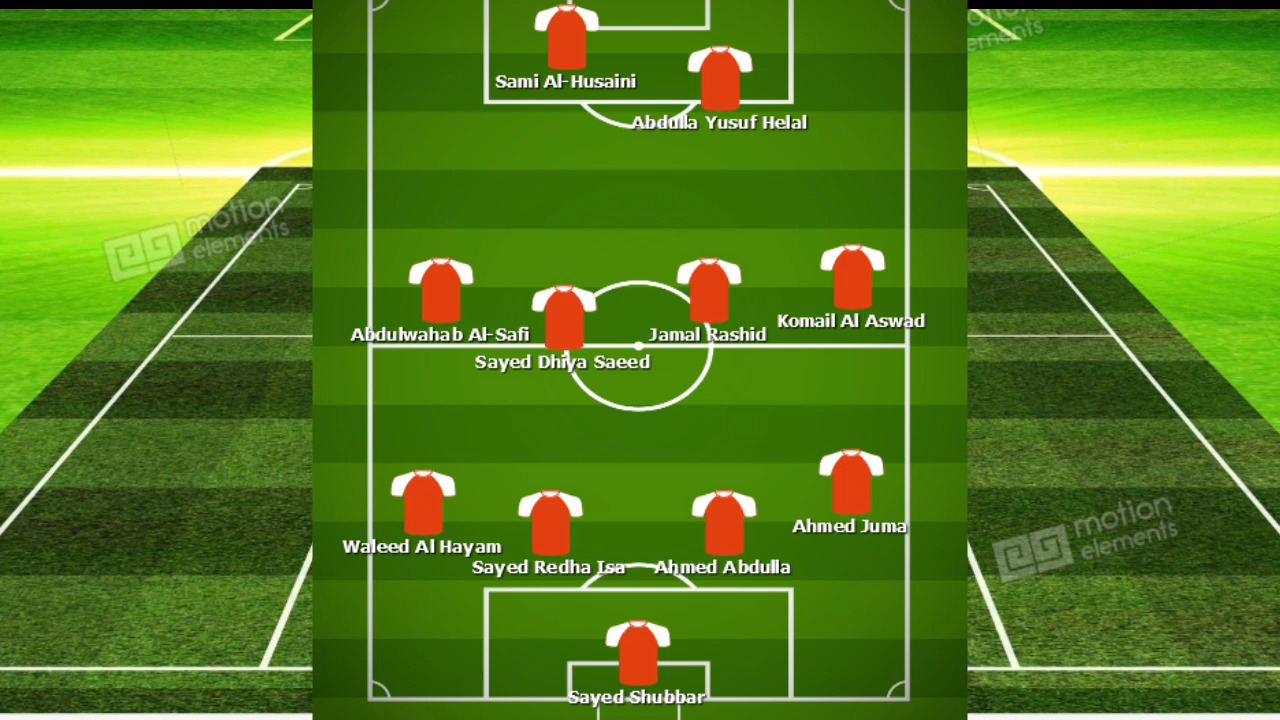 motion
elements
Sami Al-Husaini
Abdulla Yusuf Helal
motion
elements
Abdulwahab Al-Safi
Sayed Dhiya Saeed
Jamal Rashid
Komail Al Aswad
Waleed Al Hayam
Sayed Redha Isa
Ahmed Abdulla
Ahmed Juma
motion
elements
Sayed Shubbar